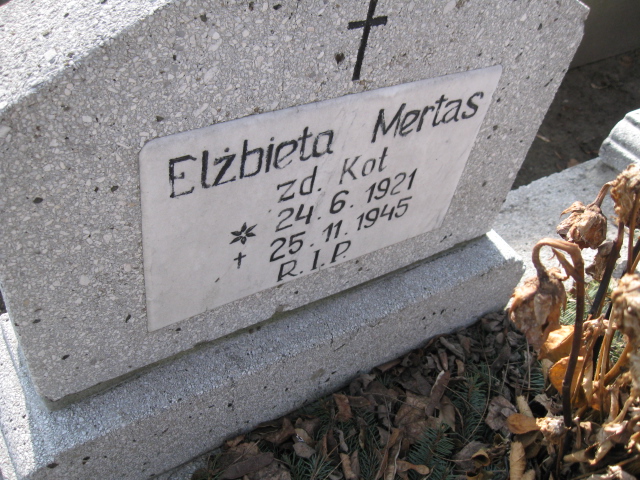 Elżbieta Mertas
zd. Kot
* 24. 6. 1921
+ 25. 11. 1945
R.I.P.